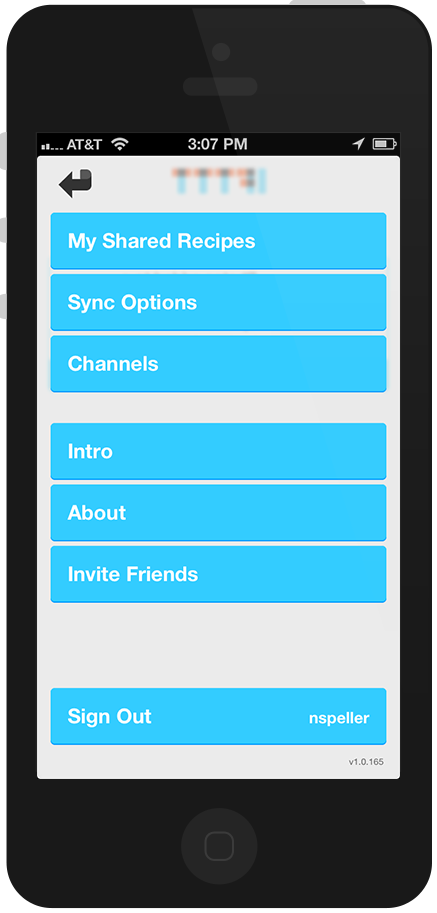 AT&T 3:07 PM
My Shared Recipes
Sync Options
Channels
Intro
About
Invite Friends
Sign Out nspeller
v1.0.165